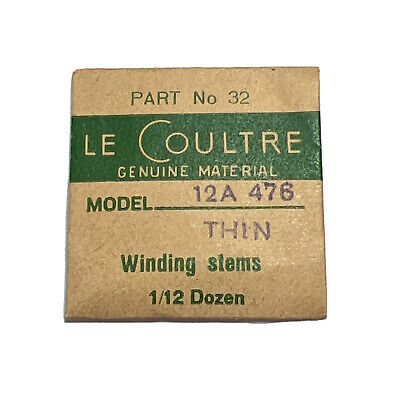 PART No 32
LE COULTRE
GENUINE MATERIAL
MODEL 12A 476
THIN
Winding stems
1/12 Dozen